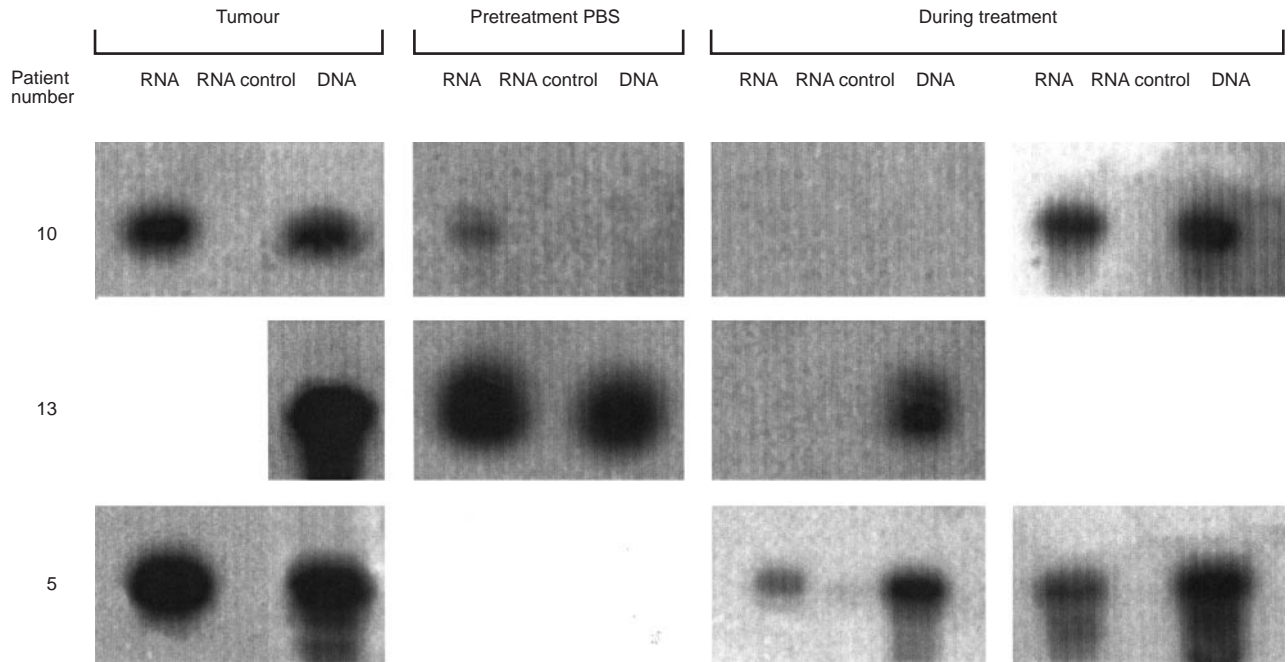 Tumour Pretreatment PBS During treatment
Patient number RNA RNA control DNA RNA RNA control DNA RNA RNA control DNA RNA RNA control DNA
10
13
5